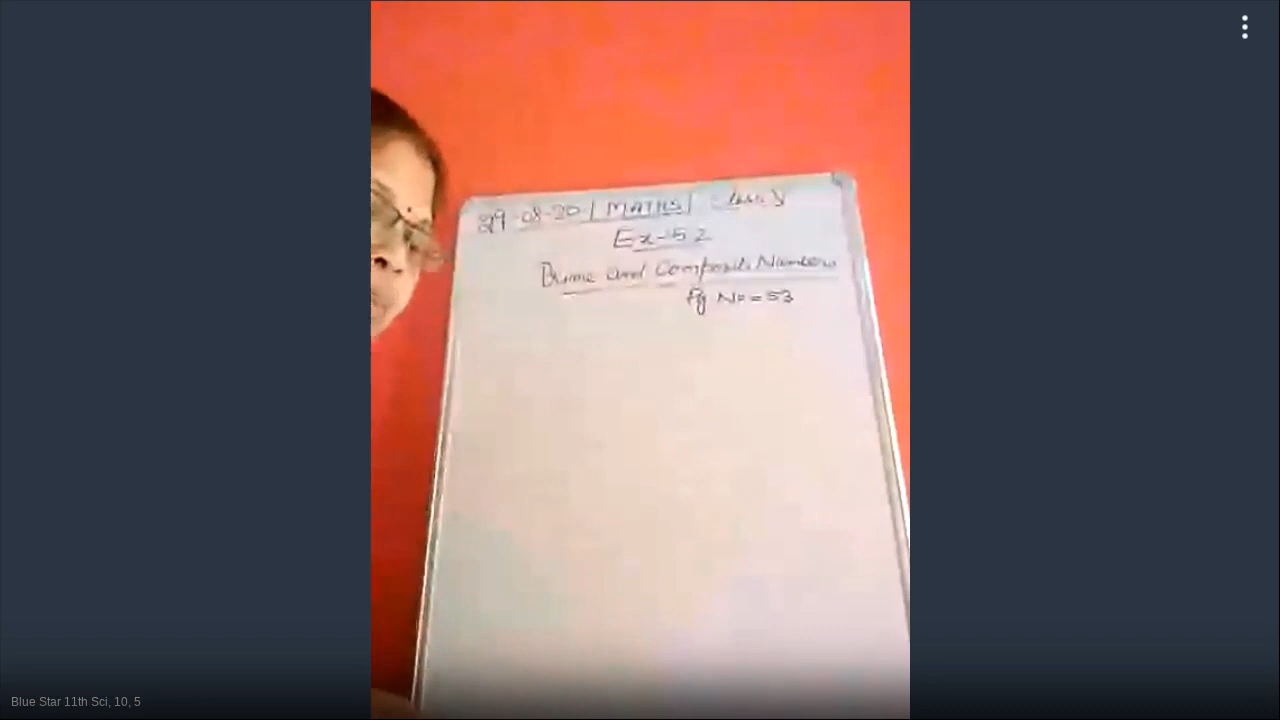 29-08-20 | MATHS | Class V
Ex-5.2
Prime and Composite Numbers
Pg No = 53
Blue Star 11th Sci, 10, 5